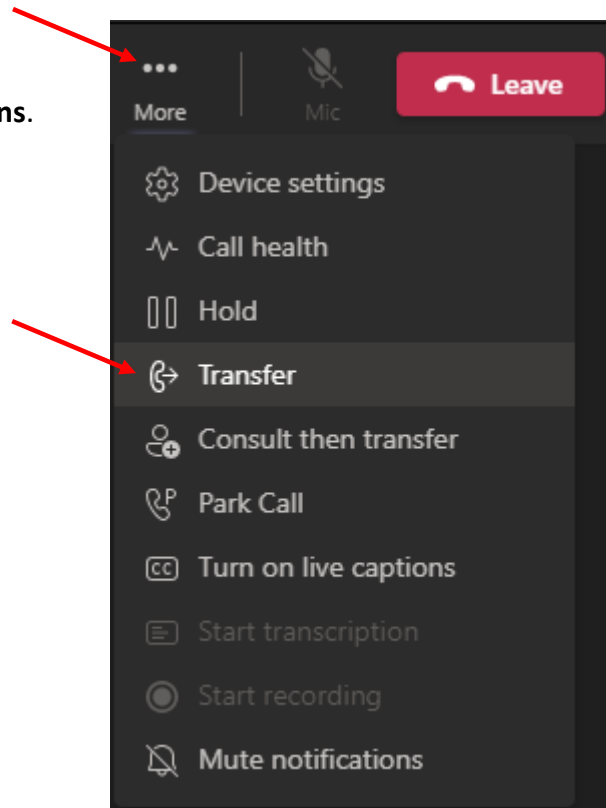 More
Mic
Leave
ns.
Device settings
Call health
Hold
Transfer
Consult then transfer
P Park Call
CC Turn on live captions
Start transcription
Start recording
Mute notifications